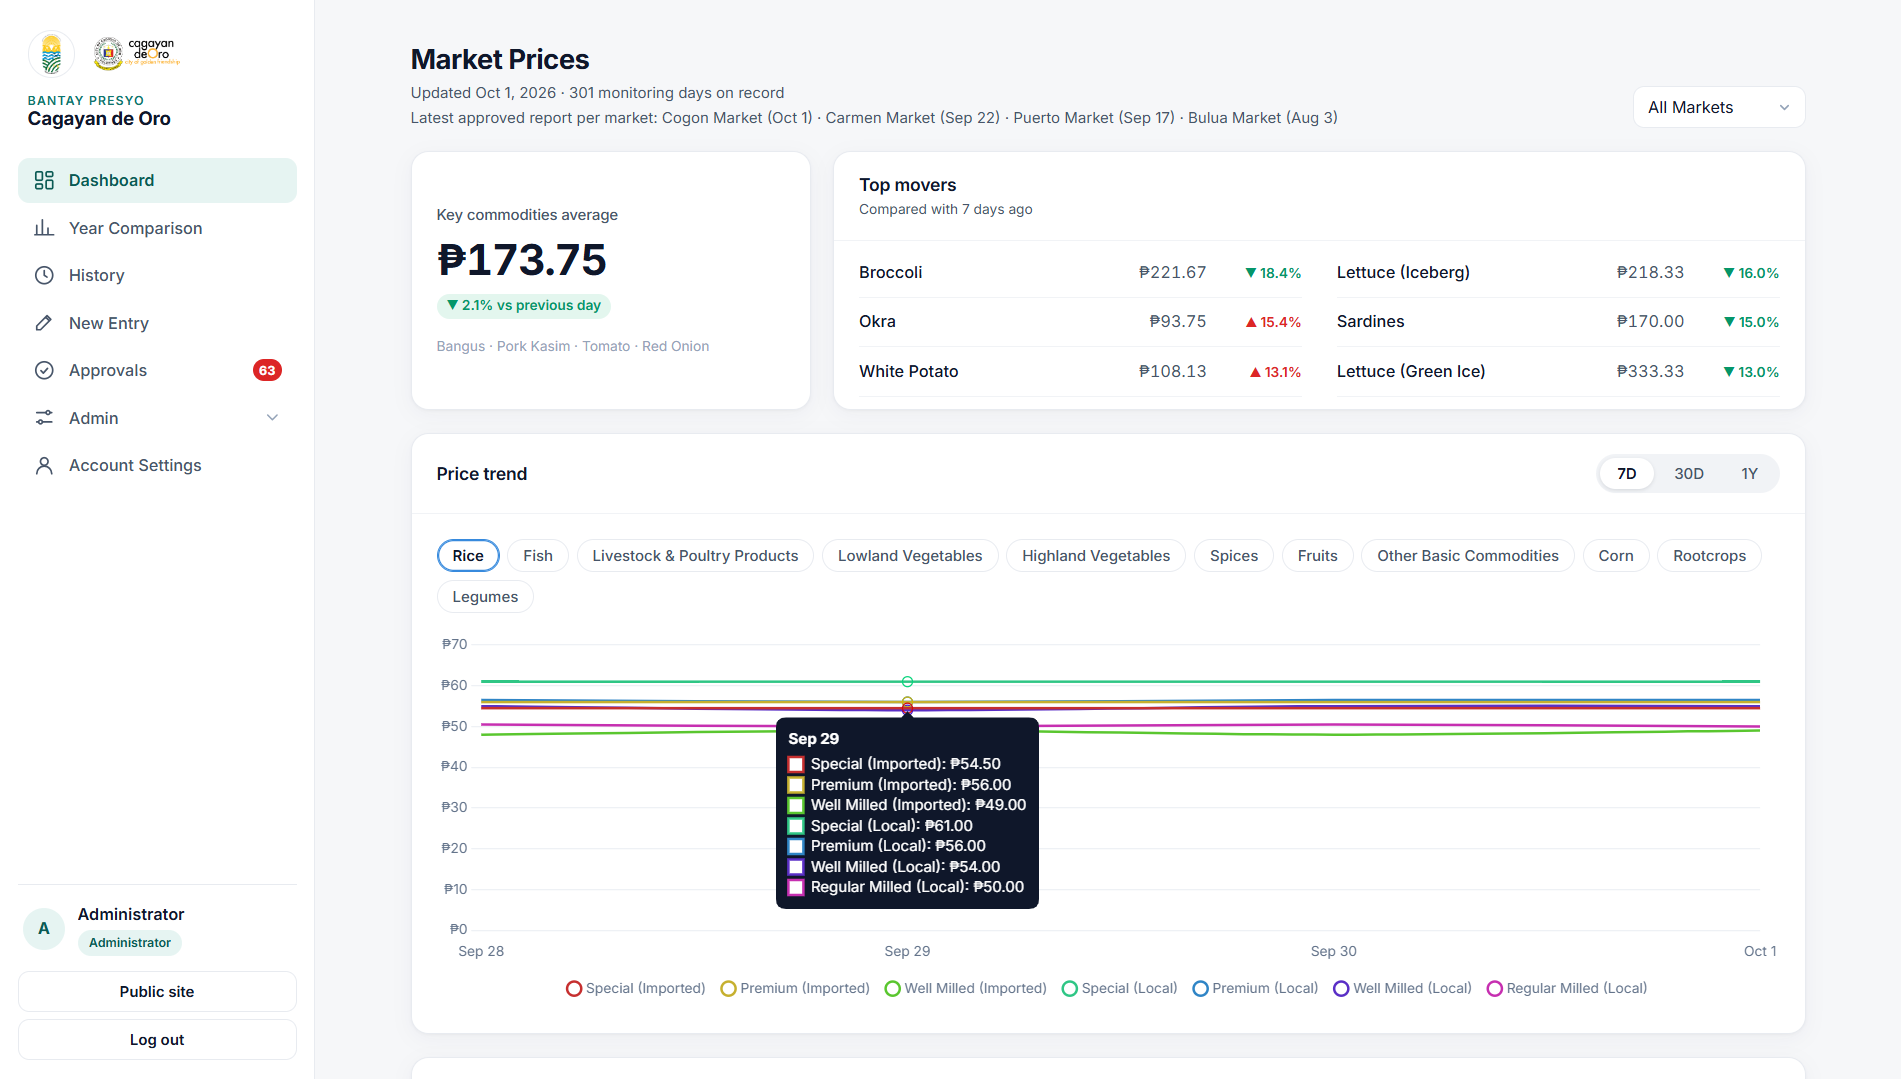 cagayan
de Oro
city of golden friendship
BANTAY PRESYO
Cagayan de Oro
Dashboard
Year Comparison
History
New Entry
Approvals 63
Admin
Account Settings
A
Administrator
Administrator
Public site
Log out
Market Prices
Updated Oct 1, 2026 · 301 monitoring days on record
Latest approved report per market: Cogon Market (Oct 1) · Carmen Market (Sep 22) · Puerto Market (Sep 17) · Bulua Market (Aug 3)
All Markets
Key commodities average
₱173.75
▼ 2.1% vs previous day
Bangus · Pork Kasim · Tomato · Red Onion
Top movers
Compared with 7 days ago
Broccoli ₱221.67 ▼ 18.4% Lettuce (Iceberg) ₱218.33 ▼ 16.0%
Okra ₱93.75 ▲ 15.4% Sardines ₱170.00 ▼ 15.0%
White Potato ₱108.13 ▲ 13.1% Lettuce (Green Ice) ₱333.33 ▼ 13.0%
Price trend
7D 30D 1Y
Rice Fish Livestock & Poultry Products Lowland Vegetables Highland Vegetables Spices Fruits Other Basic Commodities Corn Rootcrops
Legumes
₱70
₱60
₱50
₱40
₱30
₱20
₱10
₱0
Sep 29
Special (Imported): ₱54.50
Premium (Imported): ₱56.00
Well Milled (Imported): ₱49.00
Special (Local): ₱61.00
Premium (Local): ₱56.00
Well Milled (Local): ₱54.00
Regular Milled (Local): ₱50.00
Sep 28 Sep 29 Sep 30 Oct 1
Special (Imported) Premium (Imported) Well Milled (Imported) Special (Local) Premium (Local) Well Milled (Local) Regular Milled (Local)